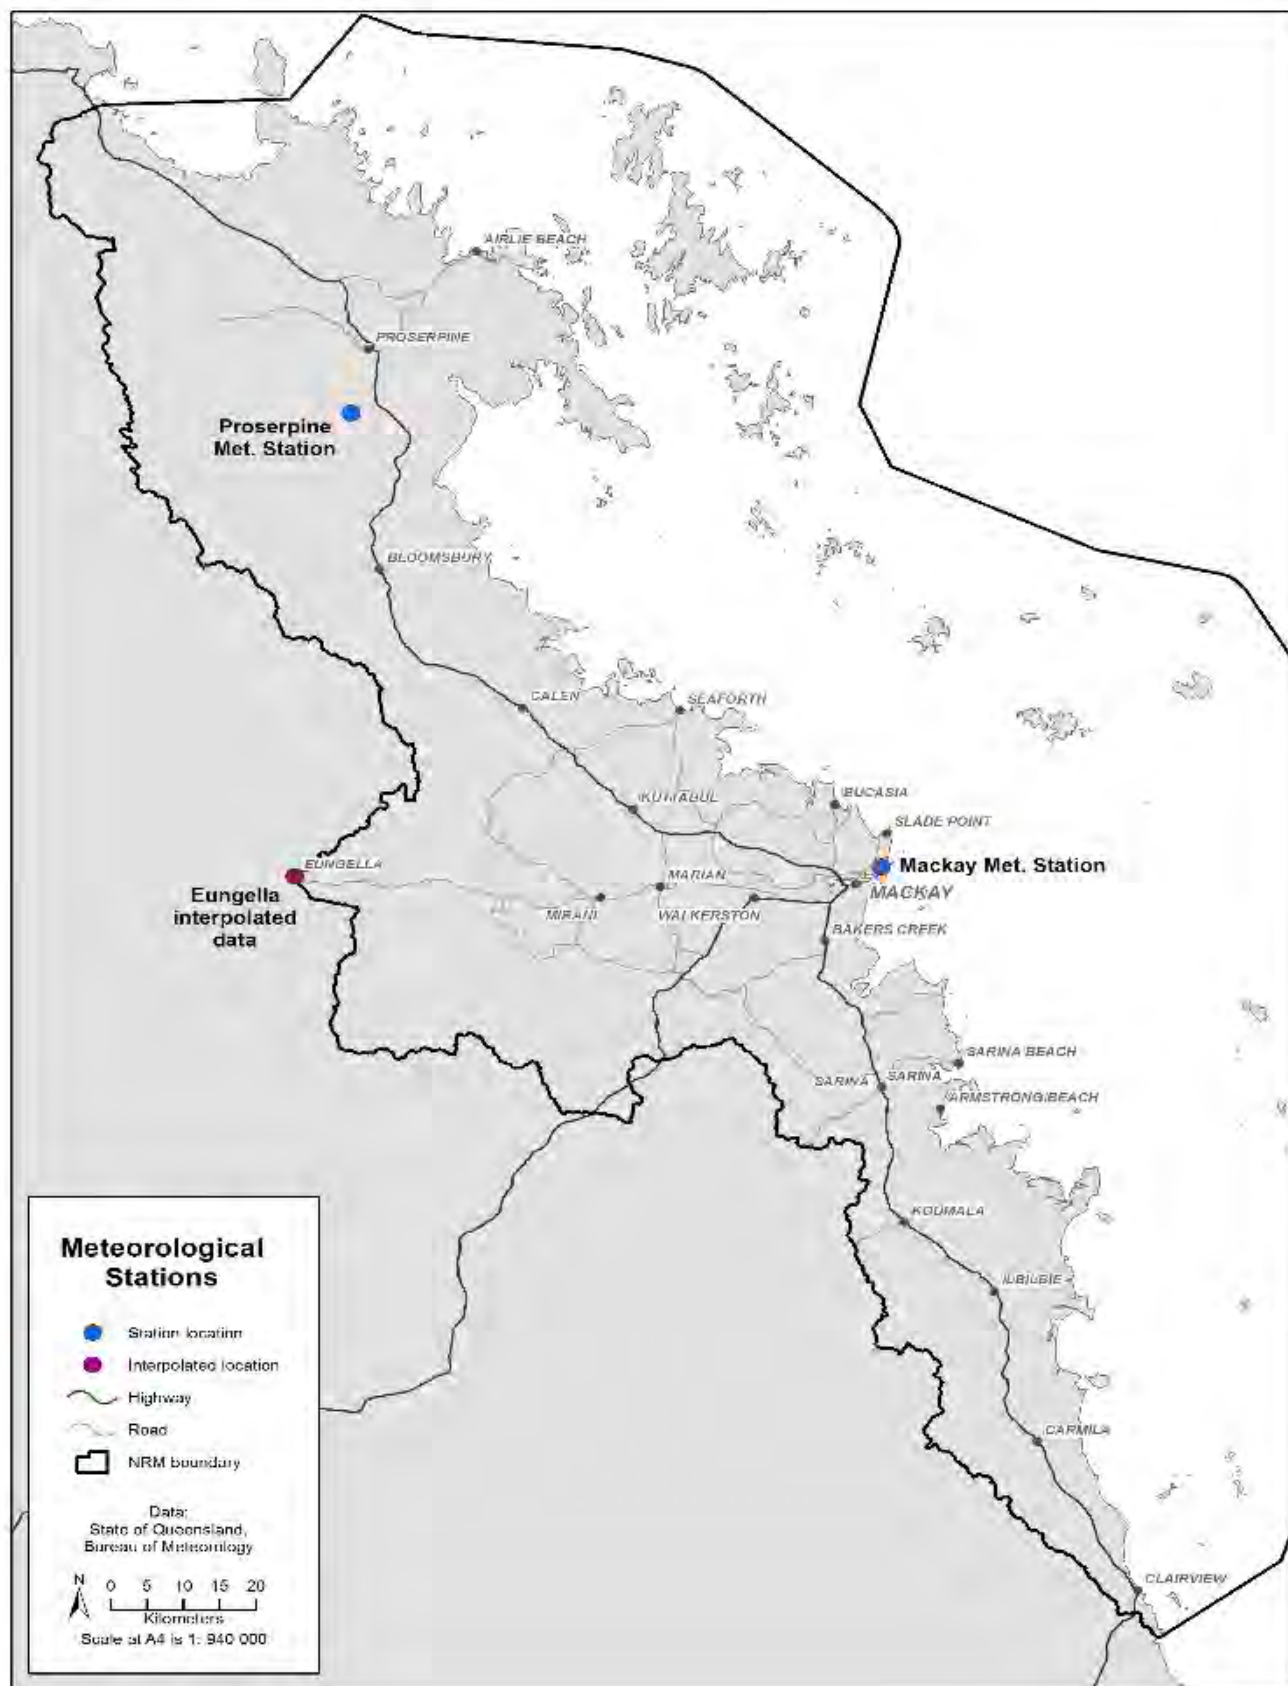 AIRLIE BEACH
PROSERPINE
Proserpine
Met. Station
BLOOMSBURY
CALEN
SEAFORTH
KUTTABUL
BUCASIA
SLADE POINT
EUNGELLA
Mackay Met. Station
MARIAN
MACKAY
Eungella
interpolated
data
MIRANI
WALKERSTON
BAKERS CREEK
SARINA BEACH
SARINA
SARINA
ARMSTRONG BEACH
KOUMALA
ILBILBIE
CARMILA
CLAIRVIEW
Meteorological
Stations
Station location
Interpolated location
Highway
Road
NRM boundary
Data:
State of Queensland,
Bureau of Meteorology
N
0 5 10 15 20
Kilometers
Scale at A4 is 1: 940 000